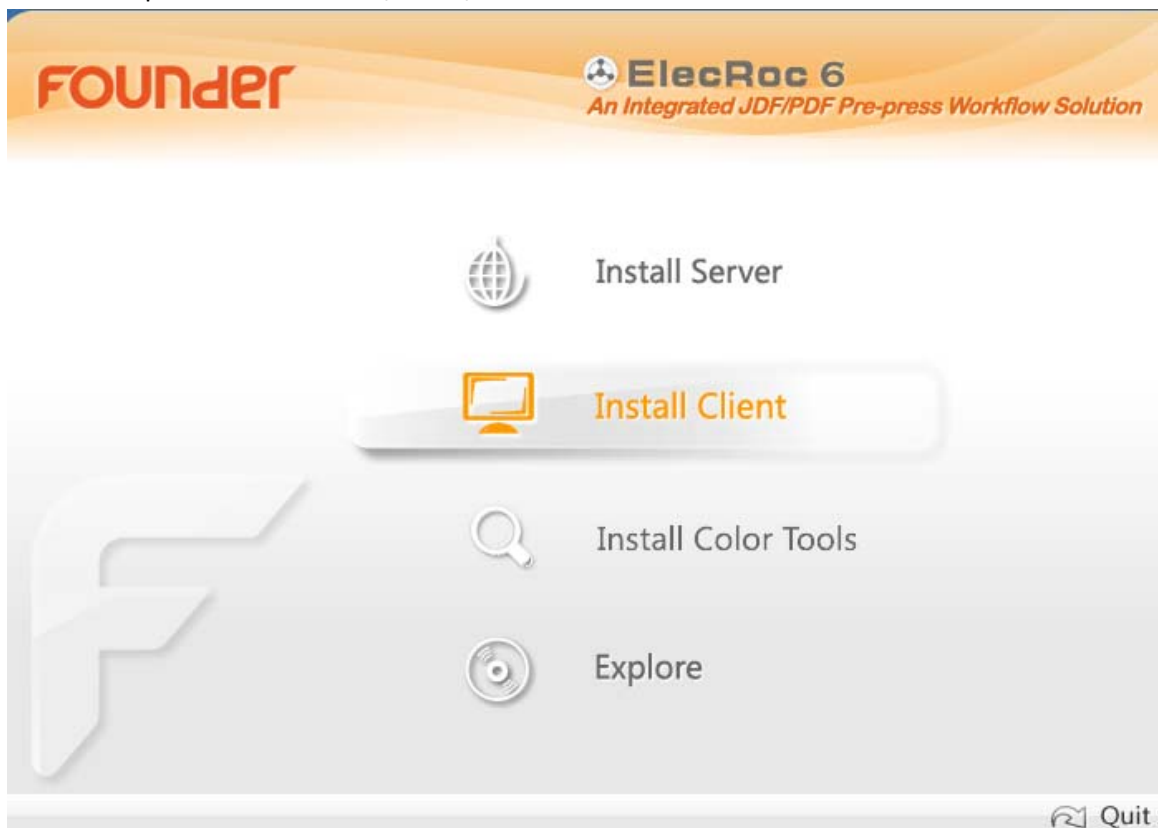 FOUNDER
ElecRoc 6
An Integrated JDF/PDF Pre-press Workflow Solution
Install Server
Install Client
Install Color Tools
Explore
Quit